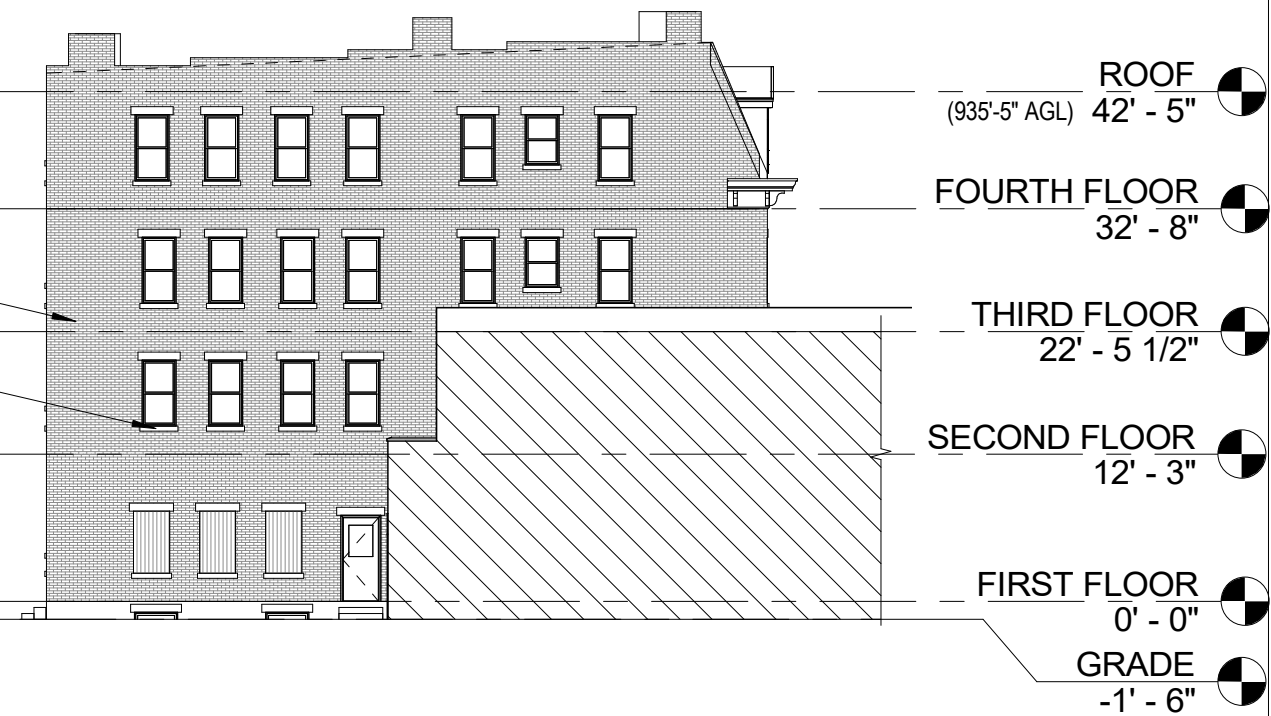 ROOF
(935'-5" AGL) 42' - 5"
FOURTH FLOOR
32' - 8"
THIRD FLOOR
22' - 5 1/2"
SECOND FLOOR
12' - 3"
FIRST FLOOR
0' - 0"
GRADE
-1' - 6"